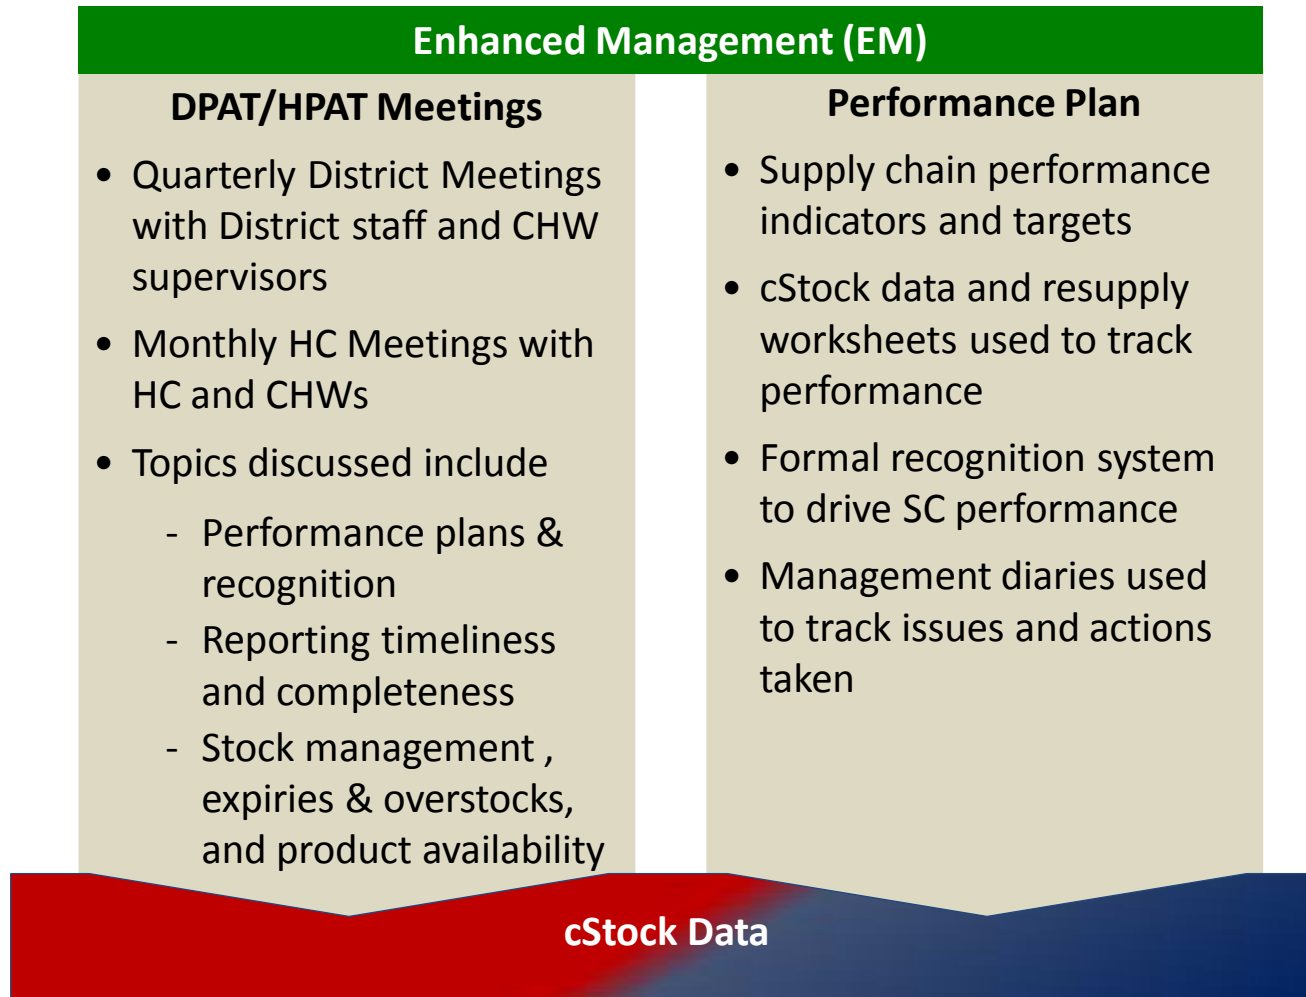 Enhanced Management (EM)
DPAT/HPAT Meetings
• Quarterly District Meetings
with District staff and CHW
supervisors
• Monthly HC Meetings with
HC and CHWs
• Topics discussed include
- Performance plans &
recognition
- Reporting timeliness
and completeness
- Stock management ,
expiries & overstocks,
and product availability
Performance Plan
• Supply chain performance
indicators and targets
• cStock data and resupply
worksheets used to track
performance
• Formal recognition system
to drive SC performance
• Management diaries used
to track issues and actions
taken
cStock Data